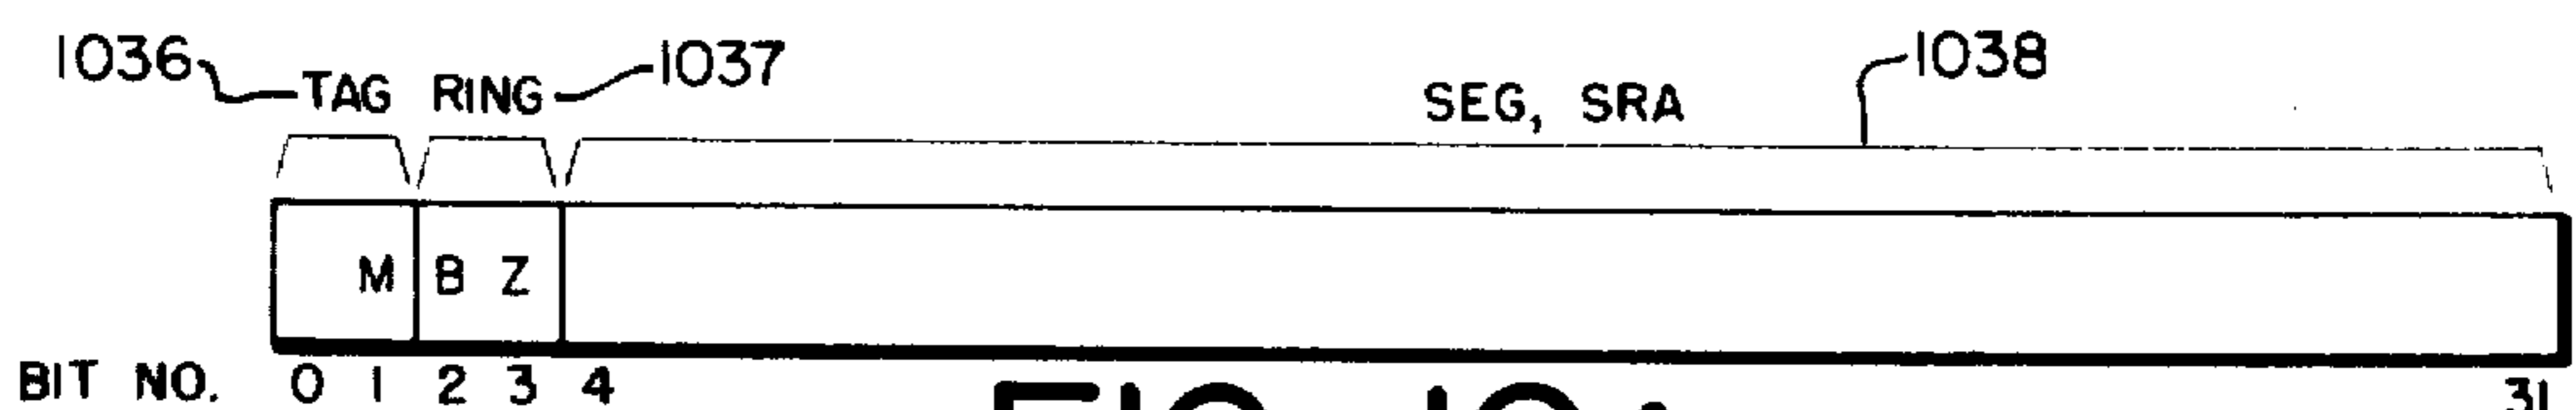 1036 TAG RING 1037 SEG, SRA 1038
M B Z
BIT NO. 0 1 2 3 4 31